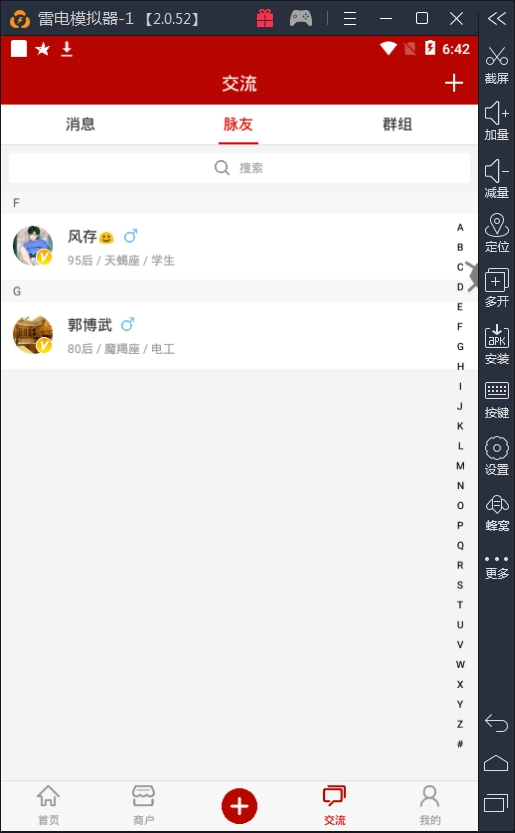 雷电模拟器-1 【2.0.52】
6:42
交流
消息 脉友 群组
搜索
F
风存
95后 / 天蝎座 / 学生
G
郭博武
80后 / 魔羯座 / 电工
A
B
C
D
E
F
G
H
I
J
K
L
M
N
O
P
Q
R
S
T
U
V
W
X
Y
Z
#
首页 商户 交流 我的
截屏
加量
减量
定位
多开
APK
安装
按键
设置
蜂窝
更多